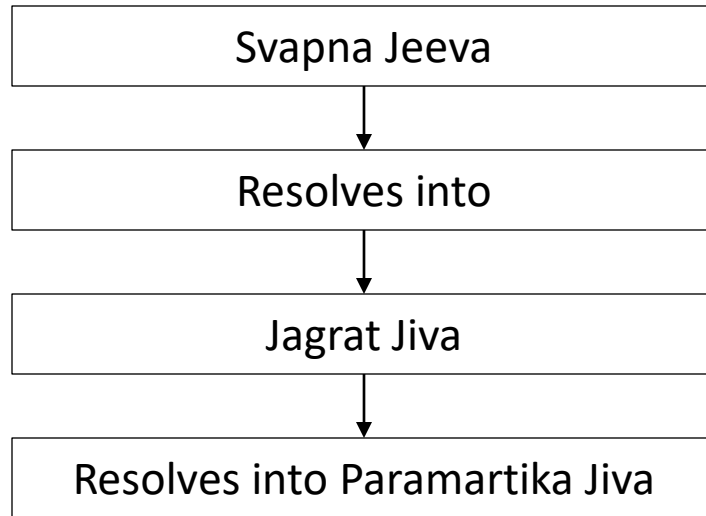 Svapna Jeeva
Resolves into
Jagrat Jiva
Resolves into Paramartika Jiva